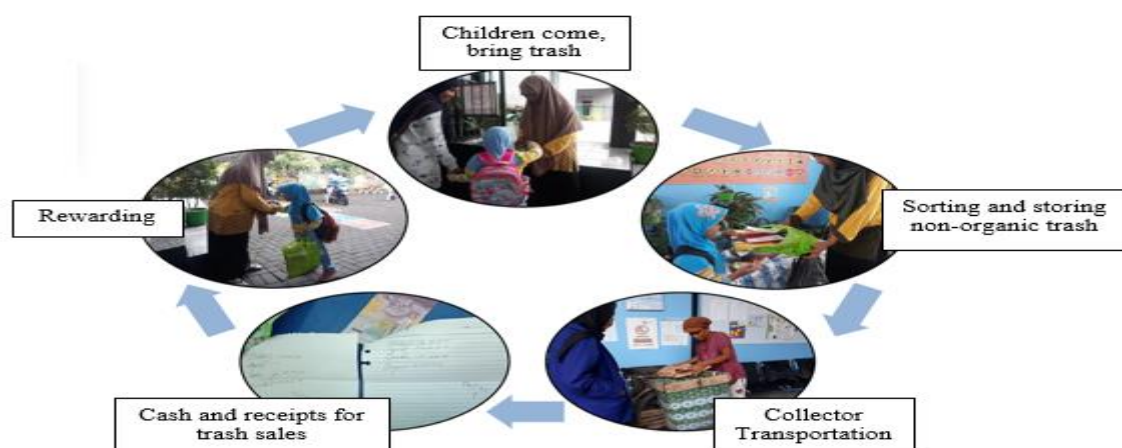 Children come,
bring trash
Sorting and storing
non-organic trash
Collector
Transportation
Cash and receipts for
trash sales
Rewarding